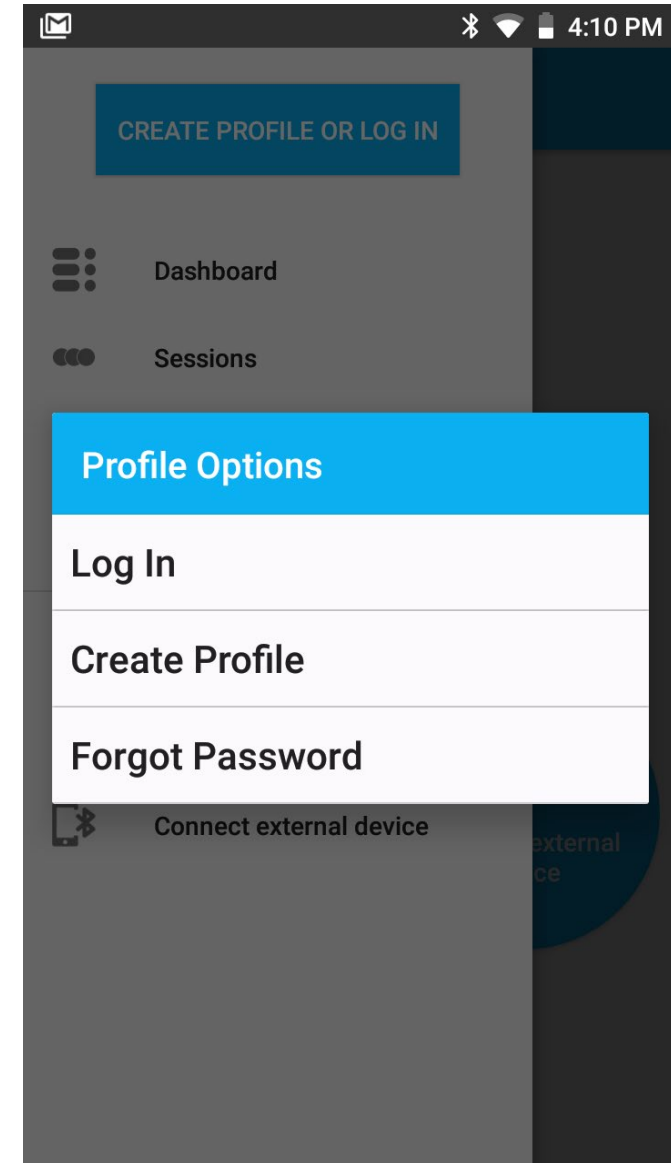 4:10 PM
CREATE PROFILE OR LOG IN
Dashboard
Sessions
Profile Options
Log In
Create Profile
Forgot Password
Connect external device
external
ce